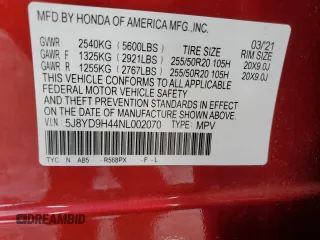 MFD BY HONDA OF AMERICA MFG.,INC.
03/'21
TIRE SIZE RIM SIZE
GVWR 2540KG (5600LBS)
GAWR F 1325KG (2921LBS) 255/50R20 105H 20X9.0J
GAWR R 1255KG (2767LBS) 255/50R20 105H 20X9.0J
THIS VEHICLE CONFORMS TO ALL APPLICABLE
FEDERAL MOTOR VEHICLE SAFETY AND THEFT
PREVENTION STANDARDS IN EFFECT ON THE DATE OF
MANUFACTURE SHOWN ABOVE.
V.I.N.: 5J8YD9H44NL002070 TYPE: MPV
TYC N AB5 - R568PX - F - L
© DREAMBID
DREAMBID.COM